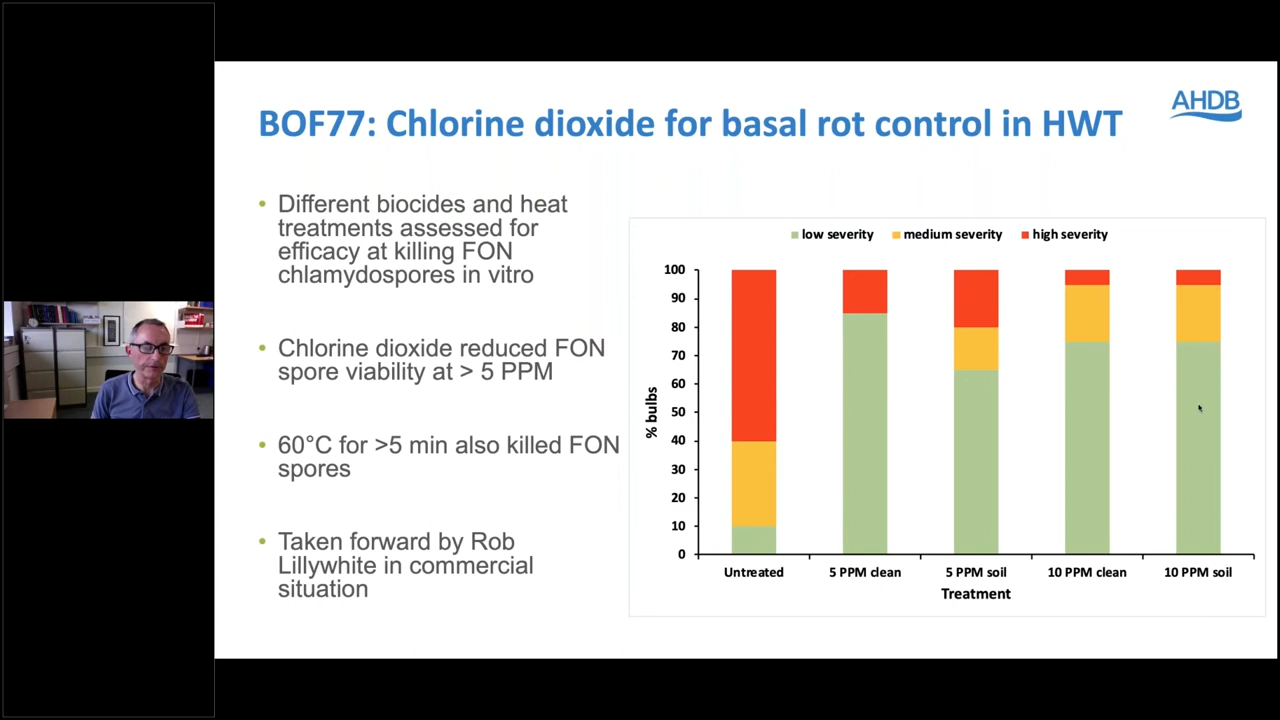 BOF77: Chlorine dioxide for basal rot control in HWT
AHDB
• Different biocides and heat
treatments assessed for
efficacy at killing FON
chlamydospores in vitro
• Chlorine dioxide reduced FON
spore viability at > 5 PPM
• 60°C for >5 min also killed FON
spores
• Taken forward by Rob
Lillywhite in commercial
situation
low severity medium severity high severity
100
90
80
70
60
50
40
30
20
10
0
% bulbs
Untreated 5 PPM clean 5 PPM soil 10 PPM clean 10 PPM soil
Treatment